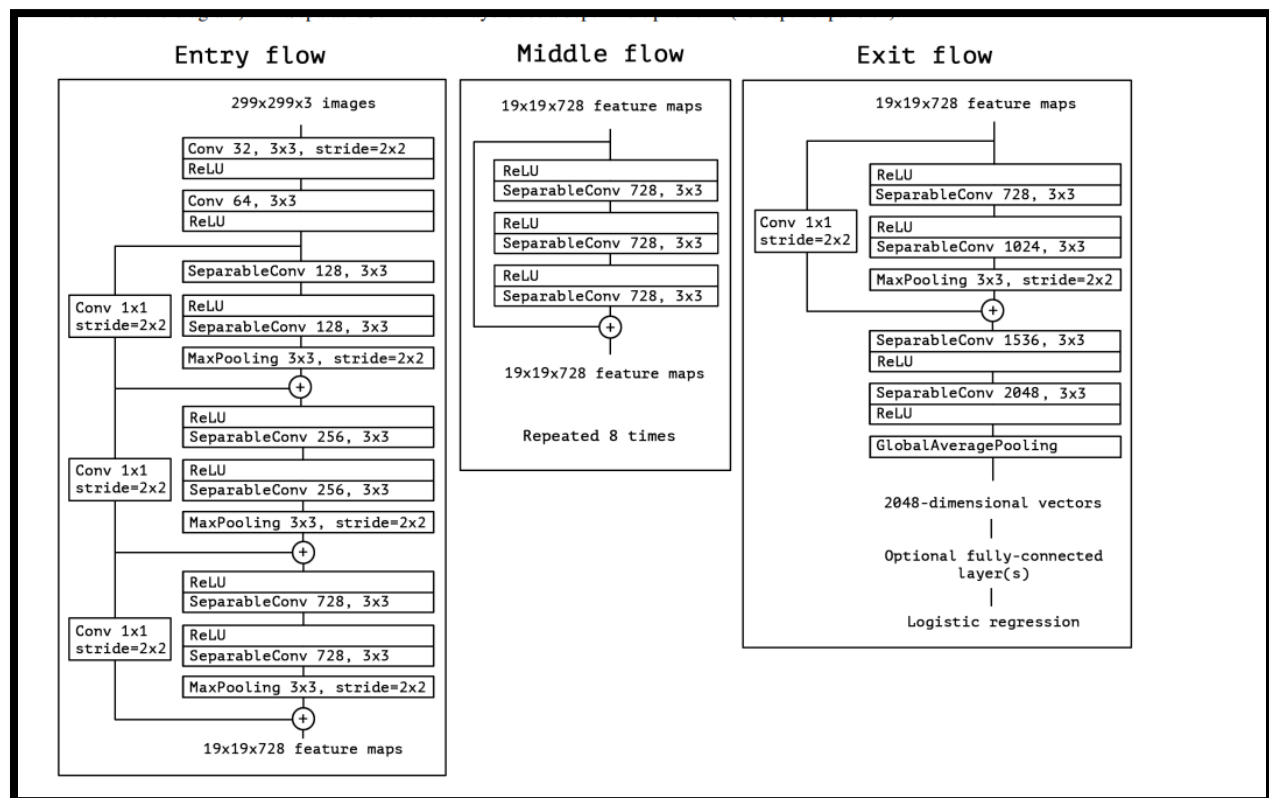 Entry flow
299x299x3 images
Conv 32, 3x3, stride=2x2
ReLU
Conv 64, 3x3
ReLU
SeparableConv 128, 3x3
Conv 1x1
stride=2x2
ReLU
SeparableConv 128, 3x3
MaxPooling 3x3, stride=2x2
+
ReLU
SeparableConv 256, 3x3
Conv 1x1
stride=2x2
ReLU
SeparableConv 256, 3x3
MaxPooling 3x3, stride=2x2
+
ReLU
SeparableConv 728, 3x3
Conv 1x1
stride=2x2
ReLU
SeparableConv 728, 3x3
MaxPooling 3x3, stride=2x2
+
19x19x728 feature maps
Middle flow
19x19x728 feature maps
ReLU
SeparableConv 728, 3x3
ReLU
SeparableConv 728, 3x3
ReLU
SeparableConv 728, 3x3
+
19x19x728 feature maps
Repeated 8 times
Exit flow
19x19x728 feature maps
ReLU
SeparableConv 728, 3x3
Conv 1x1
stride=2x2
ReLU
SeparableConv 1024, 3x3
MaxPooling 3x3, stride=2x2
+
SeparableConv 1536, 3x3
ReLU
SeparableConv 2048, 3x3
ReLU
GlobalAveragePooling
2048-dimensional vectors
Optional fully-connected
layer(s)
Logistic regression